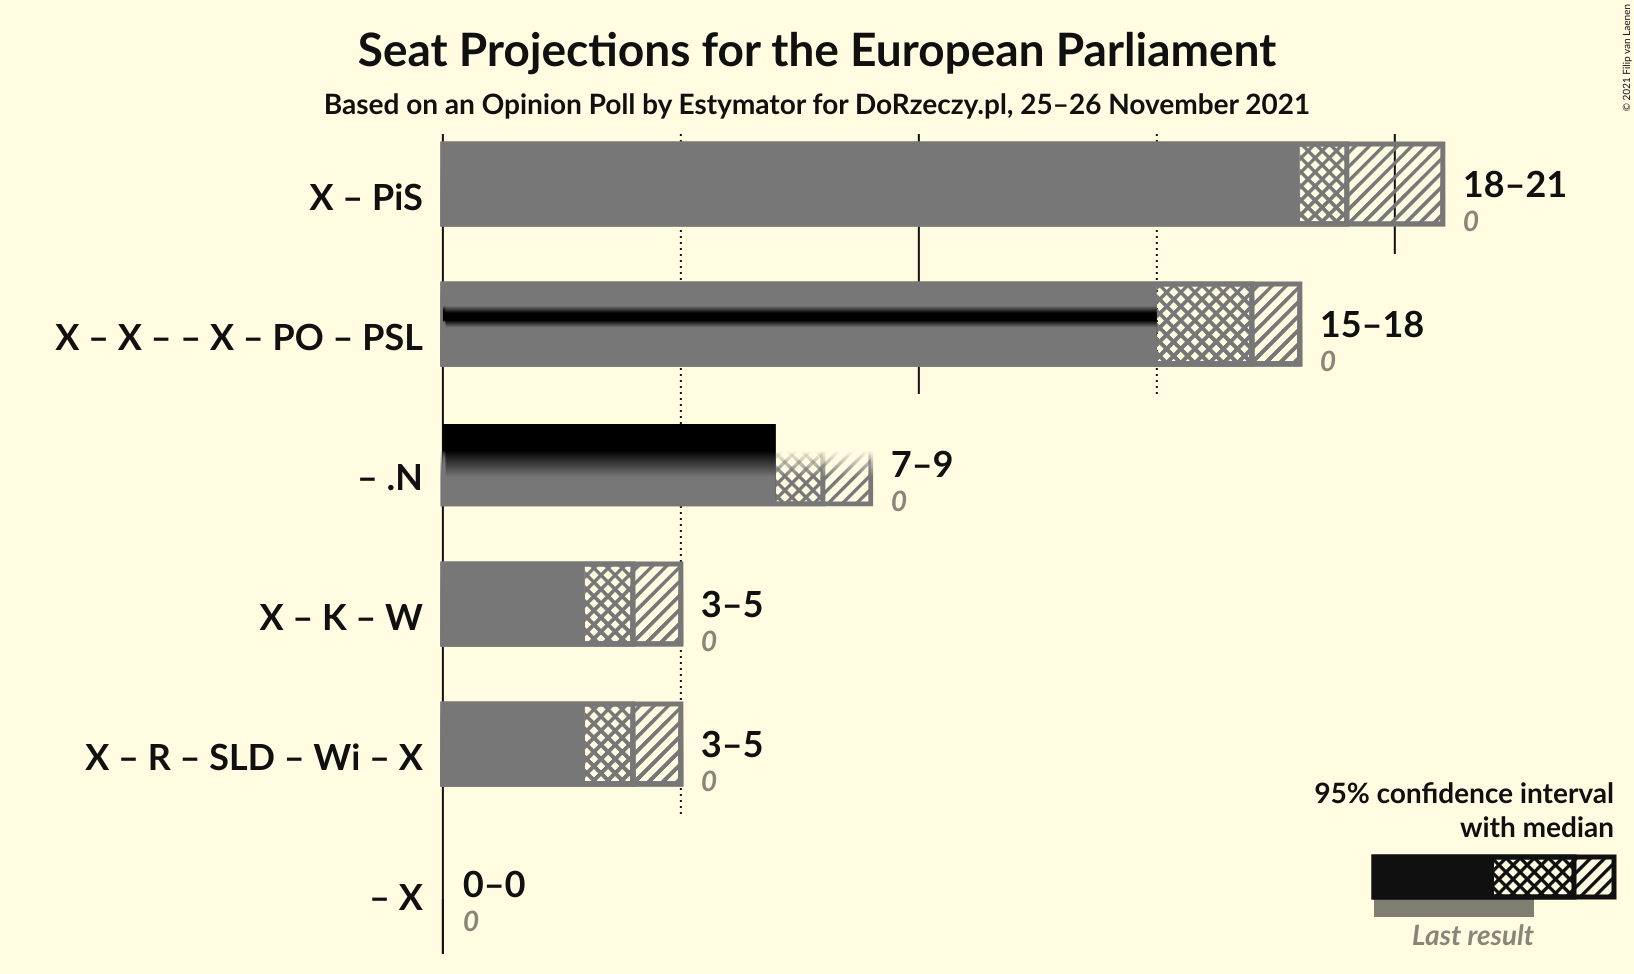 Seat Projections for the European Parliament
Based on an Opinion Poll by Estymator for DoRzeczy.pl, 25–26 November 2021
© 2021 Filip van Laenen
X – PiS
18–21
0
X – X – – X – PO – PSL
15–18
0
– .N
7–9
0
X – K – W
3–5
0
X – R – SLD – Wi – X
3–5
0
– X
0–0
0
95% confidence interval
with median
Last result